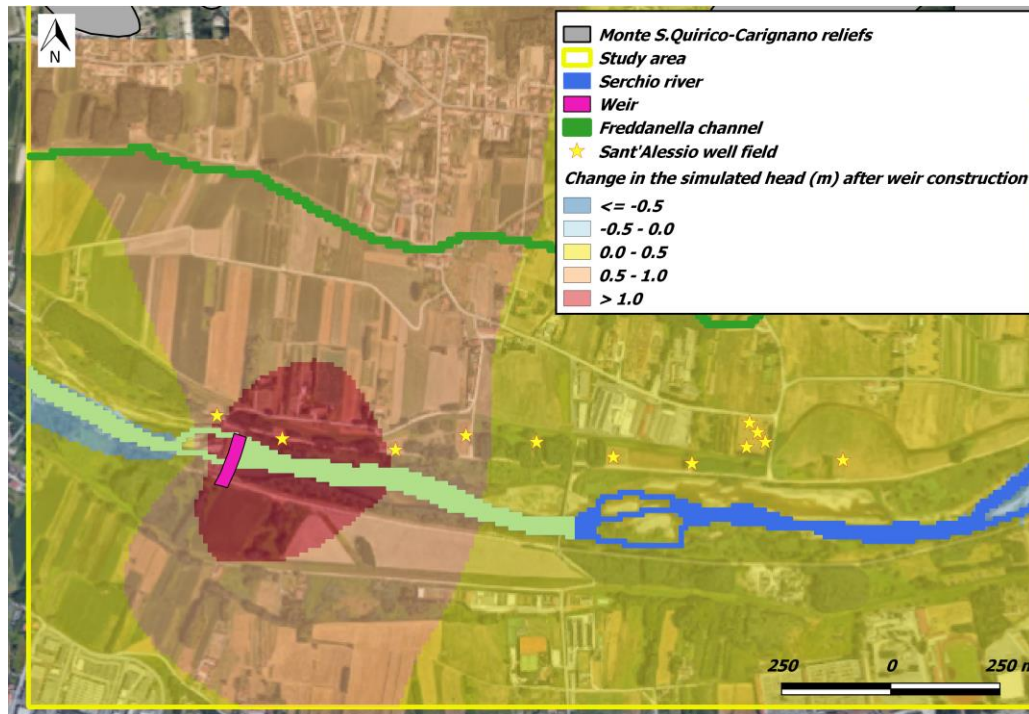 N
Monte S.Quirico-Carignano reliefs
Study area
Serchio river
Weir
Freddanella channel
Sant'Alessio well field
Change in the simulated head (m) after weir construction
<= -0.5
-0.5 - 0.0
0.0 - 0.5
0.5 - 1.0
> 1.0
250 0 250 m